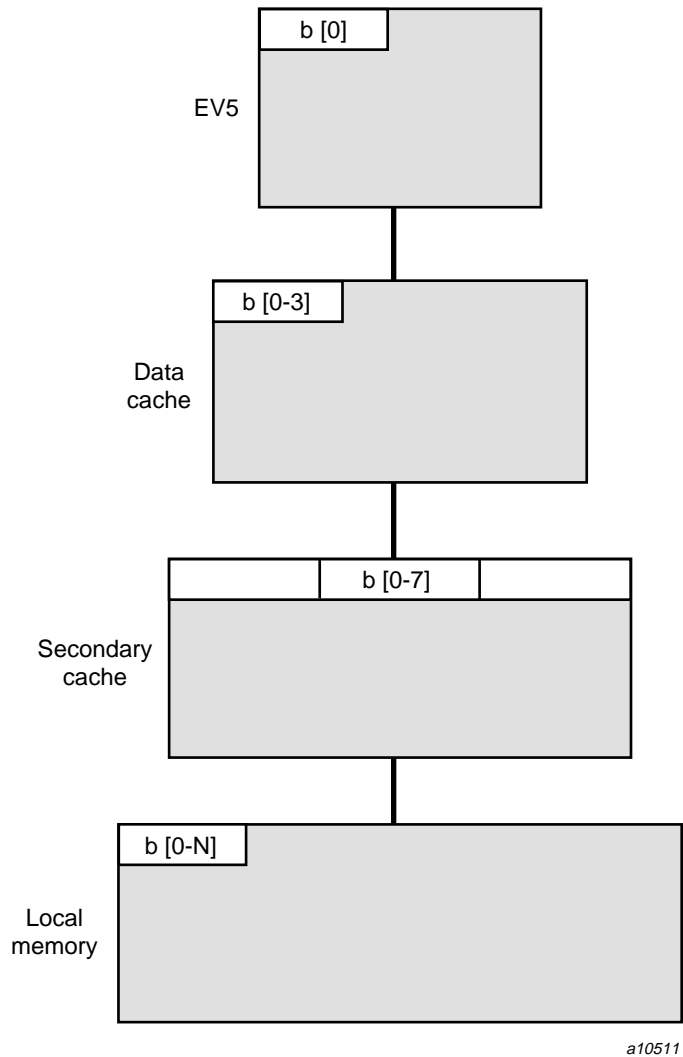 b [0]
EV5
b [0-3]
Data
cache
b [0-7]
Secondary
cache
b [0-N]
Local
memory
a10511